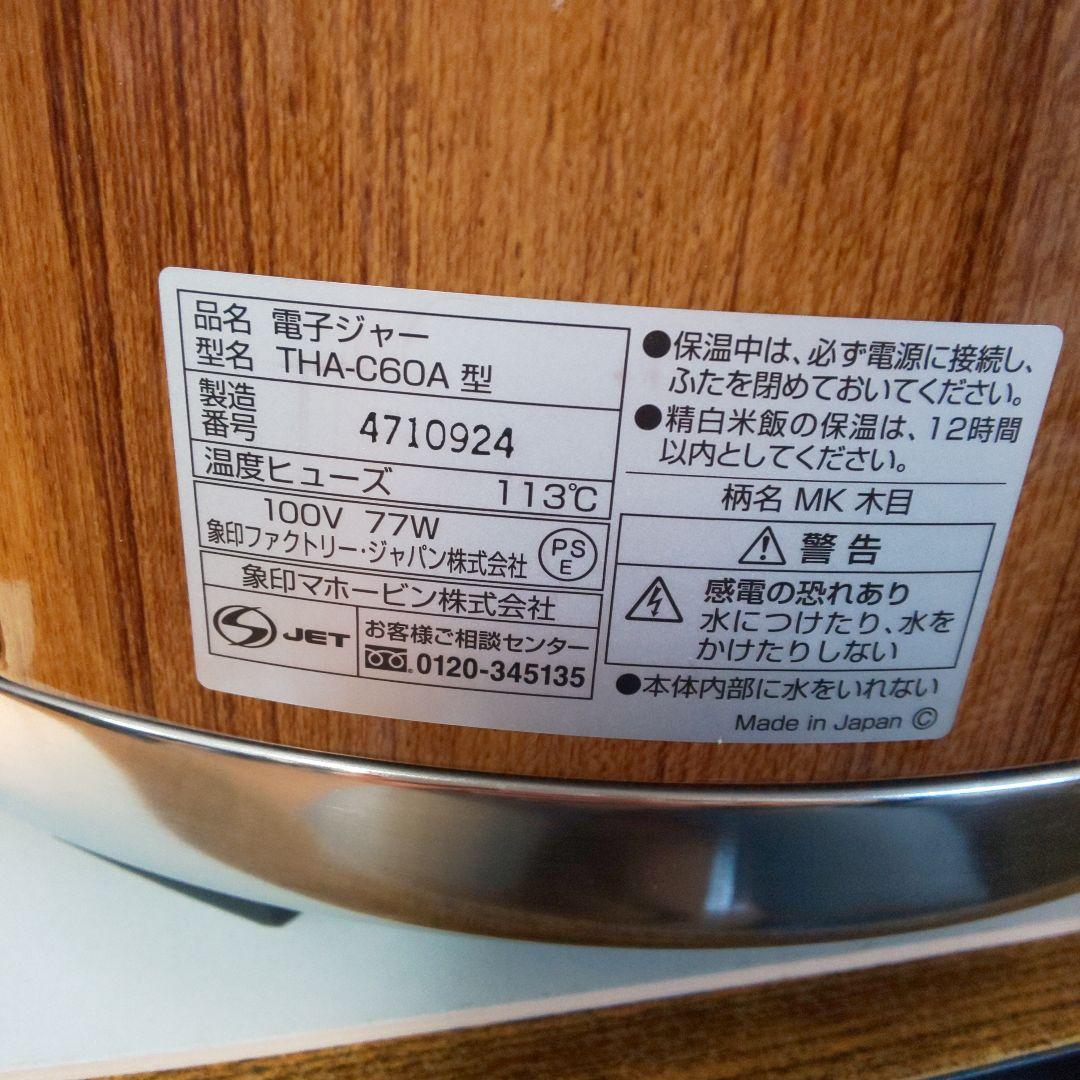 品名 電子ジャー
型名 THA-C60A 型
製造
番号 4710924
温度ヒューズ 113℃
100V 77W
象印ファクトリー・ジャパン株式会社
PS
E
象印マホービン株式会社
JET
お客様ご相談センター
0120-345135
●保温中は、必ず電源に接続し、
ふたを閉めておいてください。
●精白米飯の保温は、12時間
以内としてください。
柄名 MK 木目
警告
感電の恐れあり
水につけたり、水を
かけたりしない
●本体内部に水をいれない
Made in Japan Ⓒ